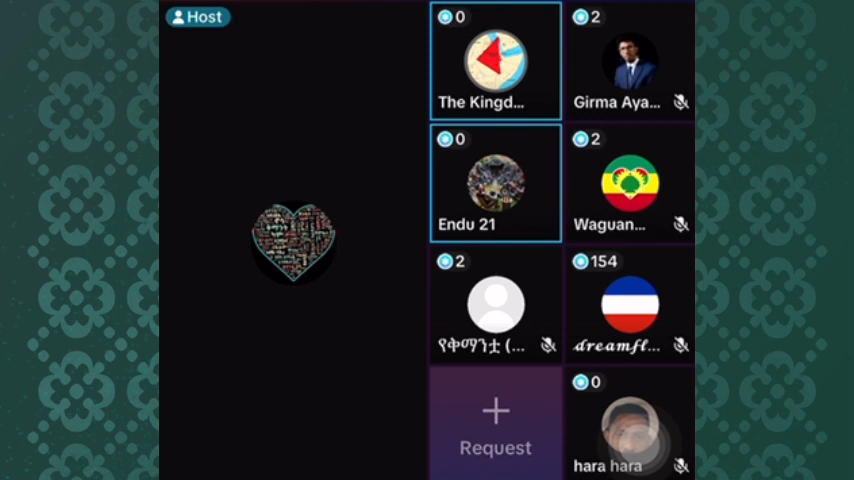 Host
0
The Kingd...
2
Girma Aya...
0
Endu 21
2
Waguan...
2
የቅማንቷ (...
154
dreamfl...
Request
0
hara hara